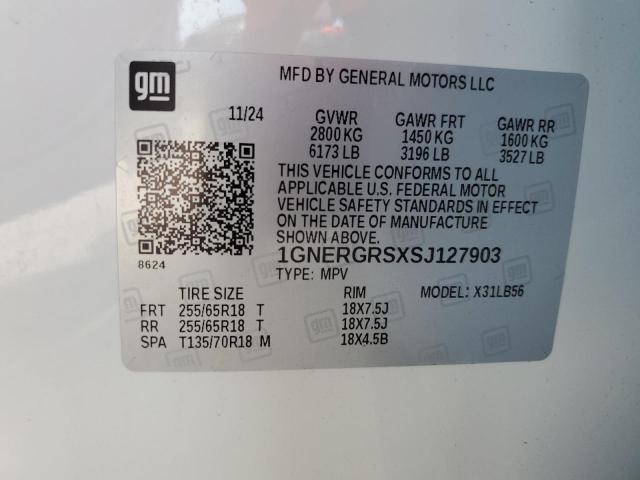 gm
MFD BY GENERAL MOTORS LLC
11/24 GVWR GAWR FRT GAWR RR
2800 KG 1450 KG 1600 KG
6173 LB 3196 LB 3527 LB
THIS VEHICLE CONFORMS TO ALL
APPLICABLE U.S. FEDERAL MOTOR
VEHICLE SAFETY STANDARDS IN EFFECT
ON THE DATE OF MANUFACTURE
SHOWN ABOVE.
1GNERGRSXSJ127903
8624
TYPE: MPV
TIRE SIZE RIM MODEL: X31LB56
FRT 255/65R18 T 18X7.5J
RR 255/65R18 T 18X7.5J
SPA T135/70R18 M 18X4.5B